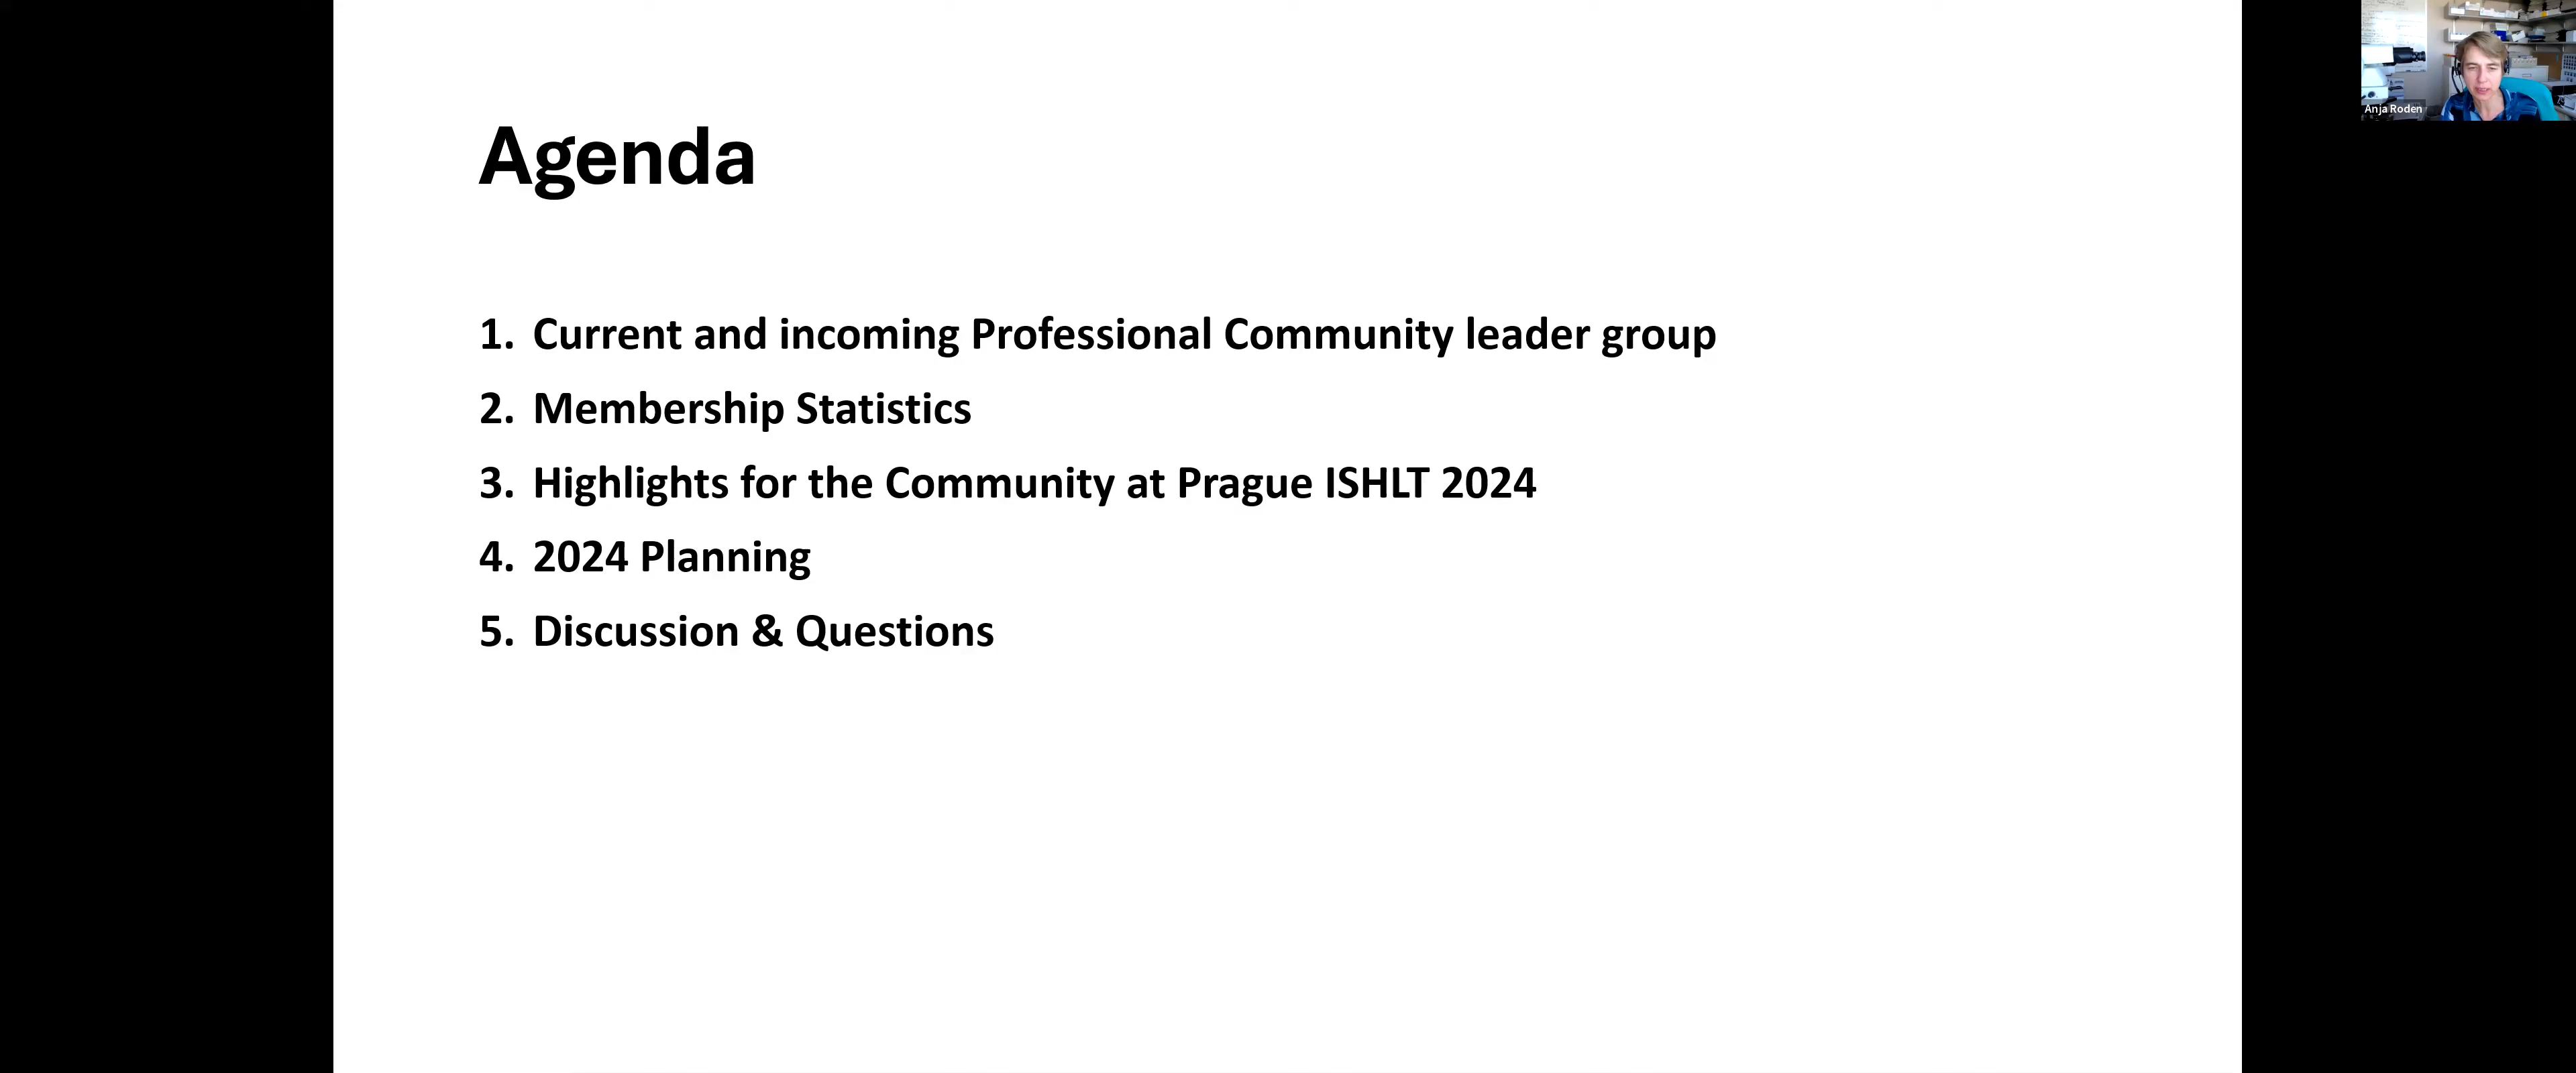 Agenda
1. Current and incoming Professional Community leader group
2. Membership Statistics
3. Highlights for the Community at Prague ISHLT 2024
4. 2024 Planning
5. Discussion & Questions
Anja Roden